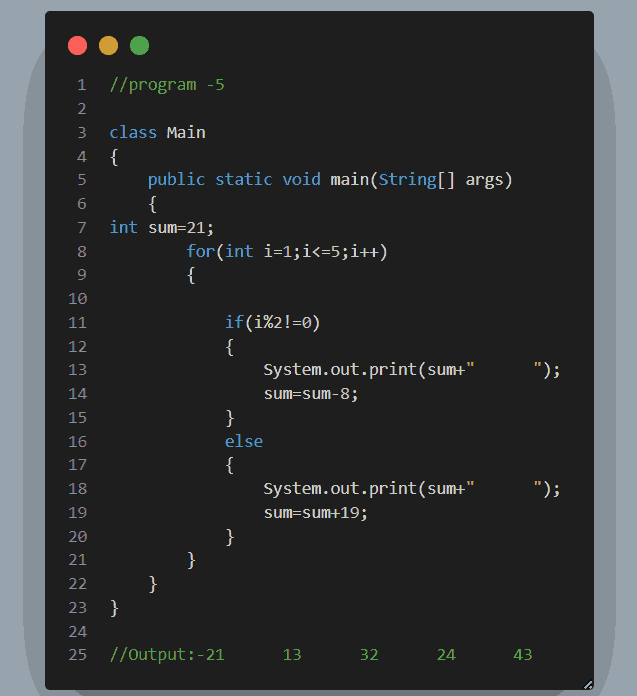 1 //program -5
2
3 class Main
4 {
5     public static void main(String[] args)
6     {
7 int sum=21;
8         for(int i=1;i<=5;i++)
9         {
10
11             if(i%2!=0)
12             {
13                 System.out.print(sum+"      ");
14                 sum=sum-8;
15             }
16             else
17             {
18                 System.out.print(sum+"      ");
19                 sum=sum+19;
20             }
21         }
22     }
23 }
24
25 //Output:-21      13      32      24      43